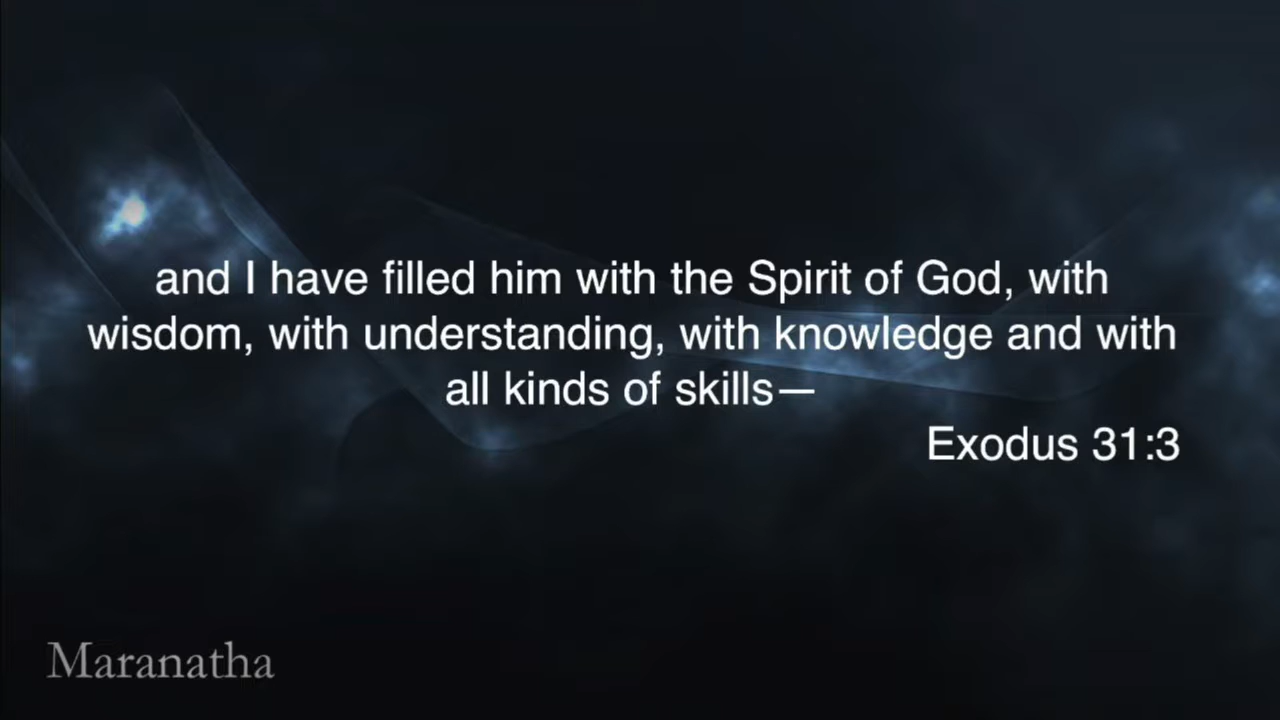 and I have filled him with the Spirit of God, with
wisdom, with understanding, with knowledge and with
all kinds of skills—
Exodus 31:3
Maranatha